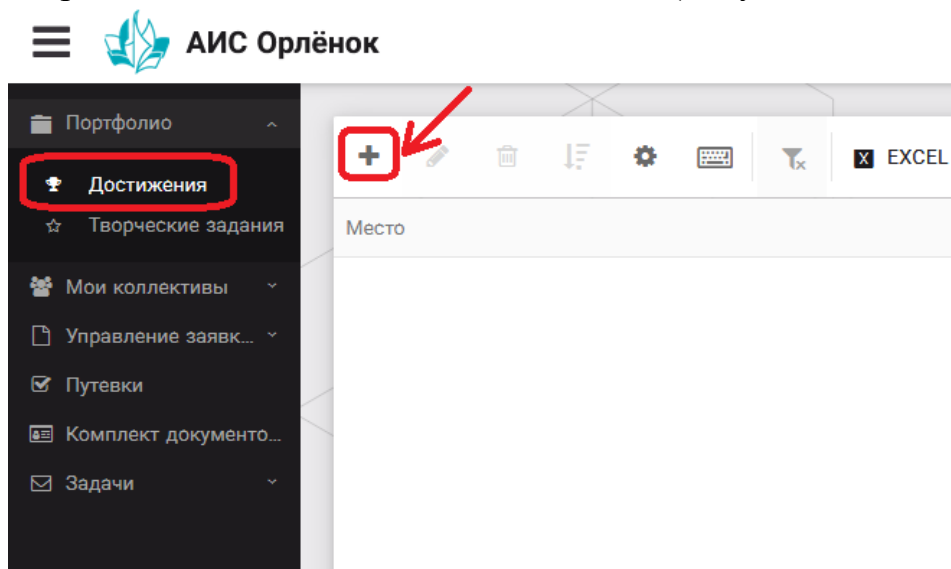 АИС Орлёнок
Портфолио
Достижения
Творческие задания
Мои коллективы
Управление заявк...
Путевки
Комплект документо...
Задачи
EXCEL
Место